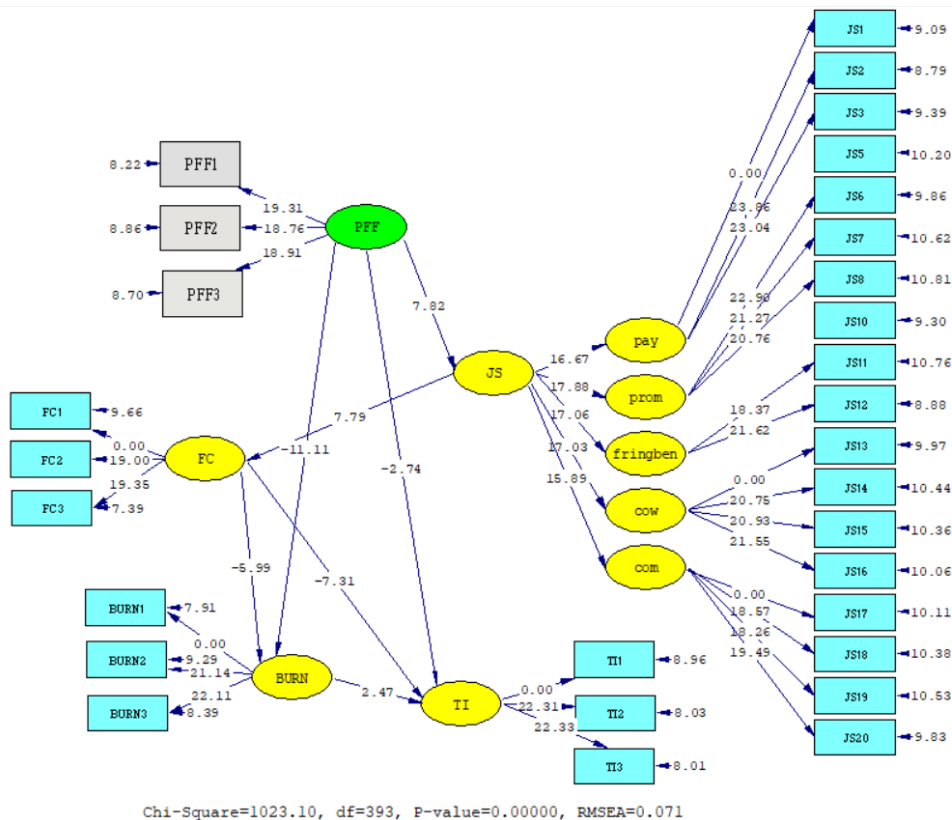 JS1
9.09
JS2
8.79
JS3
9.39
JS5
10.20
JS6
9.86
JS7
10.62
JS8
10.81
JS10
9.30
JS11
10.76
JS12
8.88
JS13
9.97
JS14
10.44
JS15
10.36
JS16
10.06
JS17
10.11
JS18
10.38
JS19
10.53
JS20
9.83
0.00
23.86
23.04
22.90
21.27
20.76
18.37
21.62
0.00
20.75
20.93
21.55
0.00
18.57
18.26
19.49
pay
prom
fringben
cow
com
16.67
17.88
17.06
17.03
15.89
JS
7.82
PFF
8.22
PFF1
19.31
8.86
PFF2
18.76
8.70
PFF3
18.91
7.79
-11.11
-2.74
FC1
9.66
FC2
0.00
19.00
FC3
19.35
7.39
FC
-5.99
-7.31
BURN1
7.91
0.00
BURN2
9.29
21.14
BURN3
22.11
8.39
BURN
2.47
TI
0.00
22.31
22.33
TI1
8.96
TI2
8.03
TI3
8.01
Chi-Square=1023.10, df=393, P-value=0.00000, RMSEA=0.071